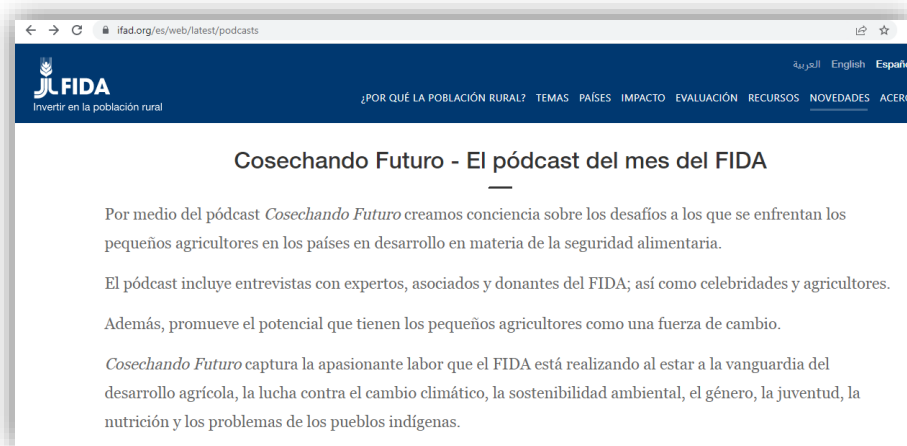 ifad.org/es/web/latest/podcasts
العربية English Españo
FIDA
Invertir en la población rural
¿POR QUÉ LA POBLACIÓN RURAL? TEMAS PAÍSES IMPACTO EVALUACIÓN RECURSOS NOVEDADES ACERC
Cosechando Futuro - El pódcast del mes del FIDA
Por medio del pódcast Cosechando Futuro creamos conciencia sobre los desafíos a los que se enfrentan los
pequeños agricultores en los países en desarrollo en materia de la seguridad alimentaria.
El pódcast incluye entrevistas con expertos, asociados y donantes del FIDA; así como celebridades y agricultores.
Además, promueve el potencial que tienen los pequeños agricultores como una fuerza de cambio.
Cosechando Futuro captura la apasionante labor que el FIDA está realizando al estar a la vanguardia del
desarrollo agrícola, la lucha contra el cambio climático, la sostenibilidad ambiental, el género, la juventud, la
nutrición y los problemas de los pueblos indígenas.